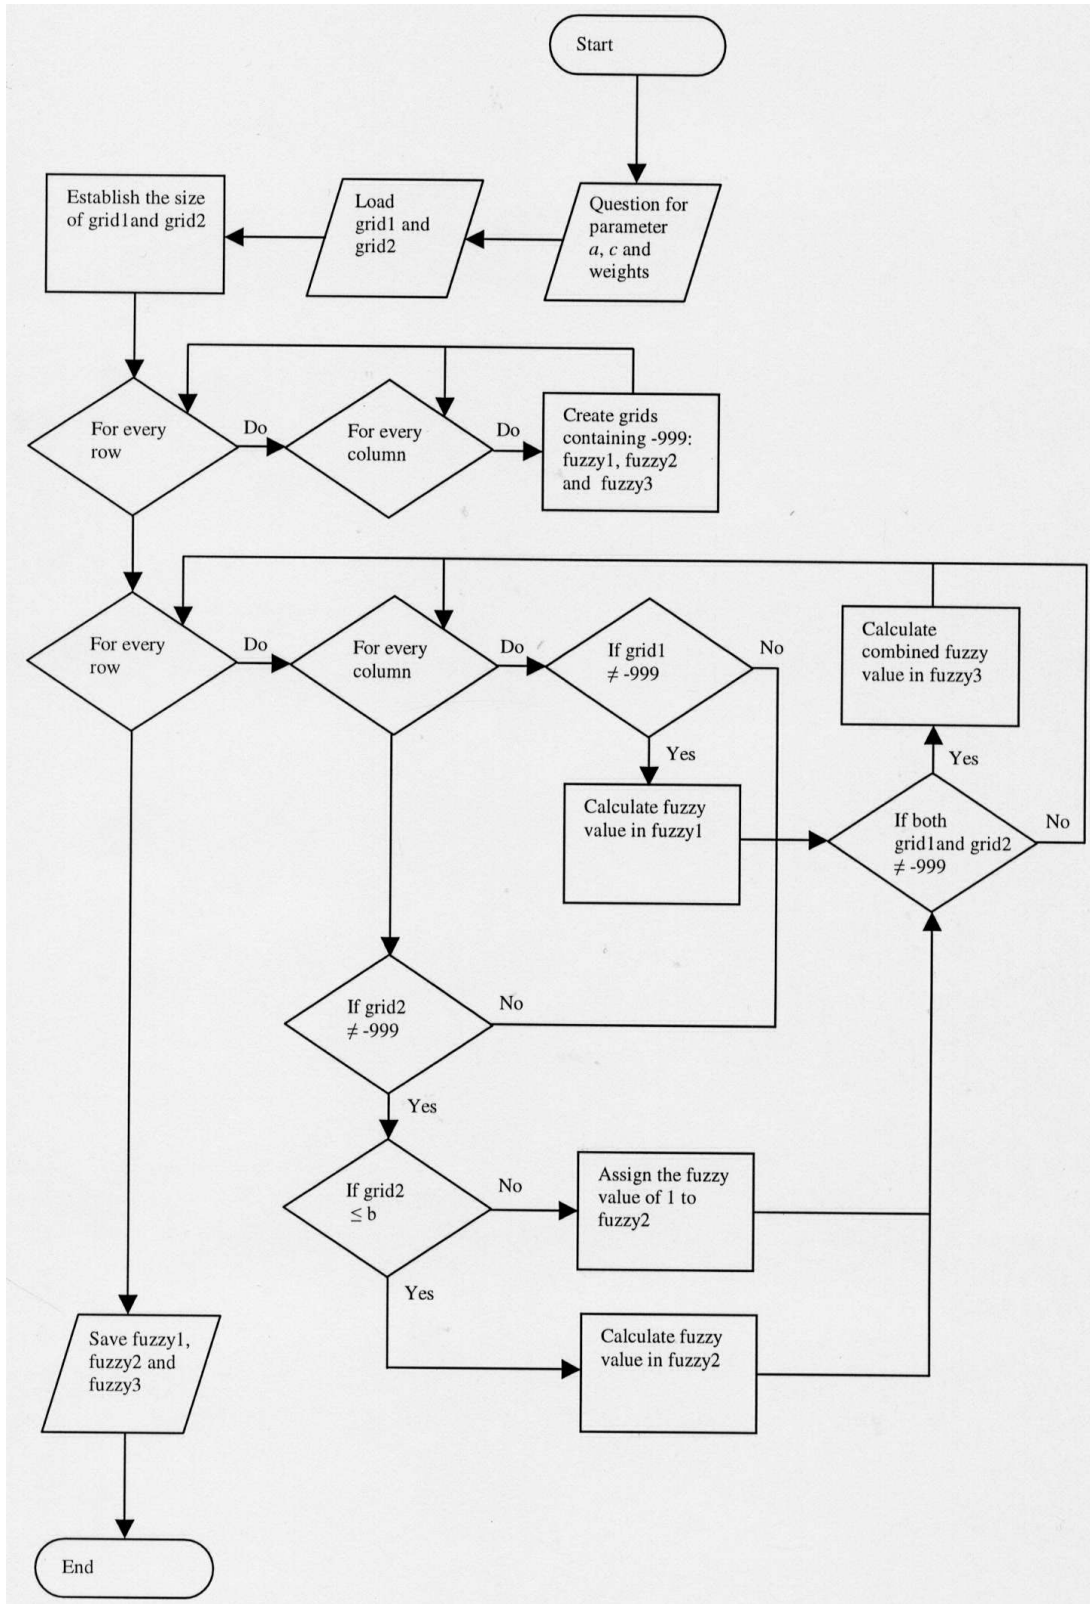 Start
Question for
parameter
a, c and
weights
Load
grid1 and
grid2
Establish the size
of grid1and grid2
For every
row
Do
For every
column
Do
Create grids
containing -999:
fuzzy1, fuzzy2
and fuzzy3
For every
row
Do
For every
column
Do
If grid1
≠ -999
No
Yes
Calculate fuzzy
value in fuzzy1
Calculate
combined fuzzy
value in fuzzy3
Yes
If both
grid1and grid2
≠ -999
No
If grid2
≠ -999
No
Yes
If grid2
≤ b
No
Assign the fuzzy
value of 1 to
fuzzy2
Yes
Calculate fuzzy
value in fuzzy2
Save fuzzy1,
fuzzy2 and
fuzzy3
End